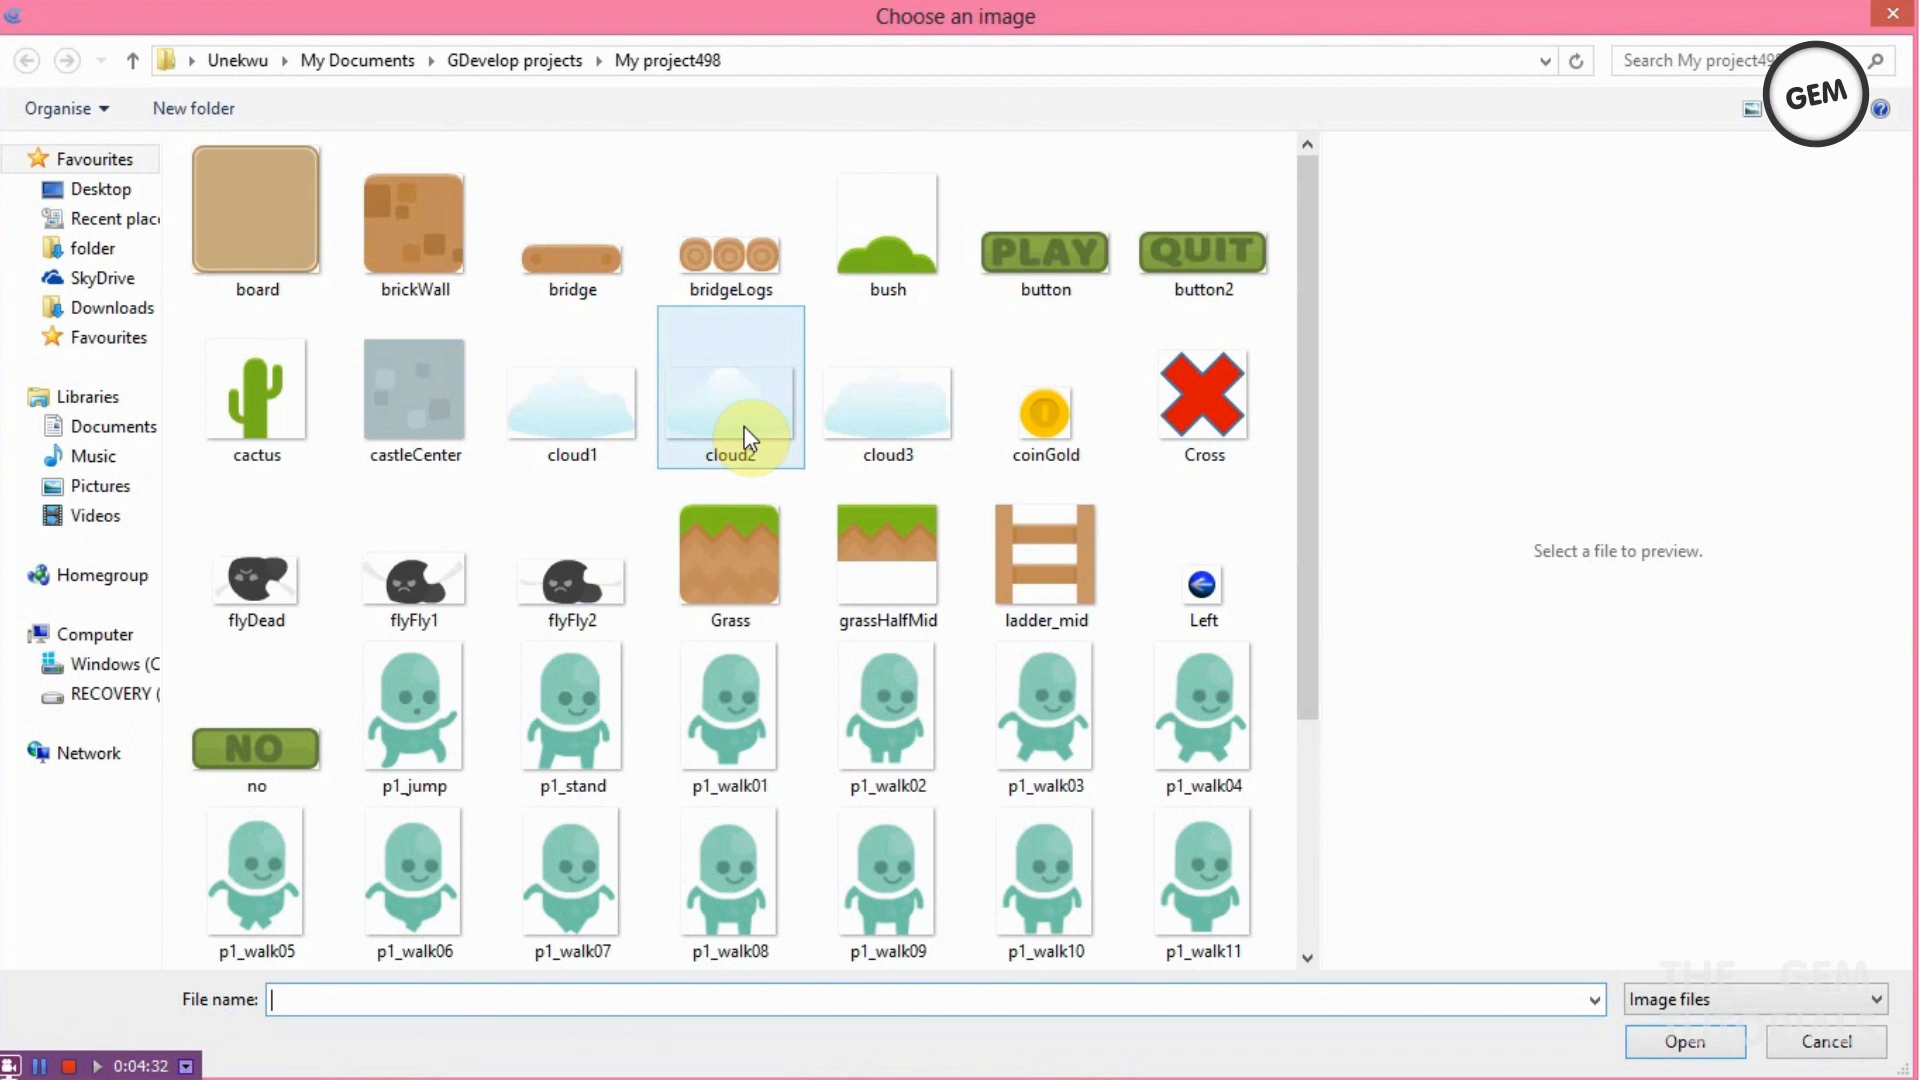 Choose an image
Unekwu
My Documents
GDevelop projects
My project498
Search My project49
GEM
Organise
New folder
Favourites
Desktop
Recent plac
folder
SkyDrive
Downloads
Favourites
Libraries
Documents
Music
Pictures
Videos
Homegroup
Computer
Windows (C
RECOVERY (
Network
PLAY
QUIT
board
brickWall
bridge
bridgeLogs
bush
button
button2
cactus
castleCenter
cloud1
cloud2
cloud3
coinGold
Cross
flyDead
flyFly1
flyFly2
Grass
grassHalfMid
ladder_mid
Left
NO
no
p1_jump
p1_stand
p1_walk01
p1_walk02
p1_walk03
p1_walk04
p1_walk05
p1_walk06
p1_walk07
p1_walk08
p1_walk09
p1_walk10
p1_walk11
Select a file to preview.
THE GEM
File name:
Image files
Open
Cancel
0:04:32